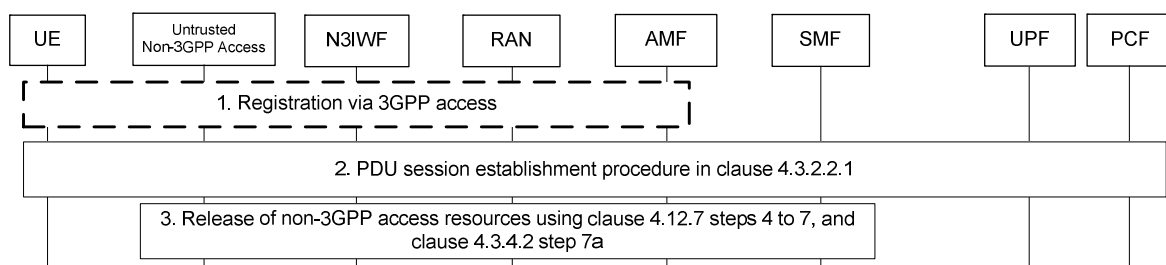 UE
Untrusted
Non-3GPP Access
N3IWF
RAN
AMF
SMF
UPF
PCF
1. Registration via 3GPP access
2. PDU session establishment procedure in clause 4.3.2.2.1
3. Release of non-3GPP access resources using clause 4.12.7 steps 4 to 7, and
clause 4.3.4.2 step 7a